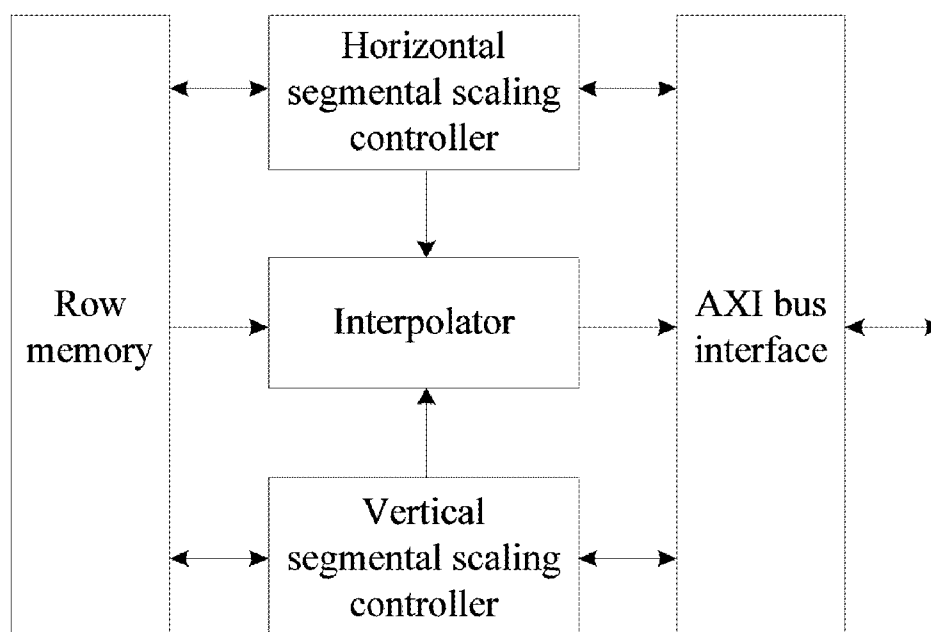 Horizontal
segmental scaling
controller
Row
memory
Interpolator
AXI bus
interface
Vertical
segmental scaling
controller